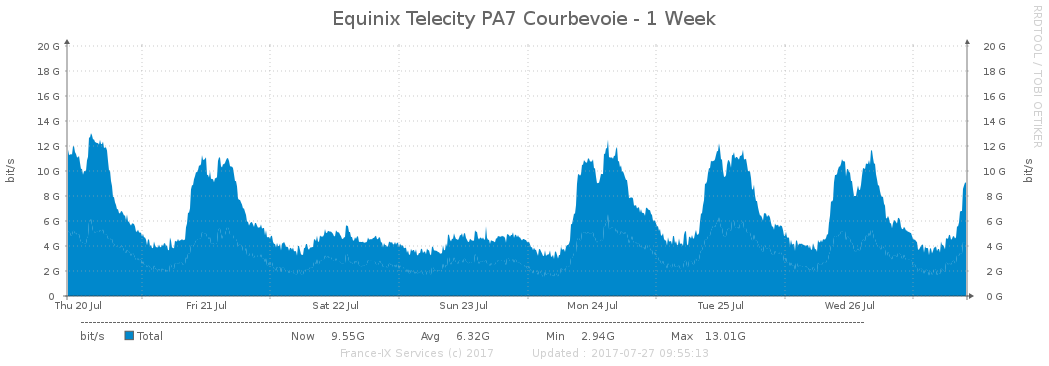 Equinix Telecity PA7 Courbevoie - 1 Week
RRDTOOL / TOBI OETIKER
bit/s
20 G 20 G
18 G 18 G
16 G 16 G
14 G 14 G
12 G 12 G
10 G 10 G
8 G 8 G
6 G 6 G
4 G 4 G
2 G 2 G
0 0 G
bit/s
Thu 20 Jul Fri 21 Jul Sat 22 Jul Sun 23 Jul Mon 24 Jul Tue 25 Jul Wed 26 Jul
bit/s Total Now 9.55G Avg 6.32G Min 2.94G Max 13.01G
France-IX Services (c) 2017 Updated : 2017-07-27 09:55:13